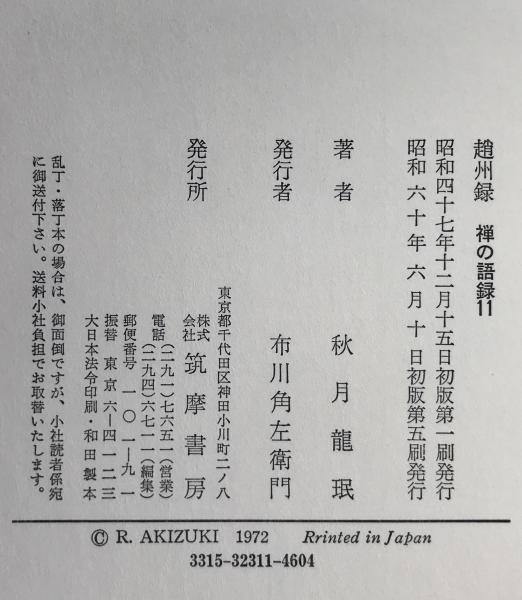 趙州録 禅の語録11
昭和四十七年十二月十五日初版第一刷発行
昭和六十年六月十日初版第五刷発行
著者 秋月龍珉
発行者 布川角左衛門
発行所 株式会社 筑摩書房
東京都千代田区神田小川町二ノ八
電話(二九一)七六五一(営業)
(二九四)六七一一(編集)
郵便番号 一〇一—九一
振替 東京 六—四一二三
大日本法令印刷・和田製本
乱丁・落丁本の場合は、御面倒ですが、小社読者係宛
に御送付下さい。送料小社負担でお取替いたします。
© R. AKIZUKI 1972 Rrinted in Japan
3315-32311-4604